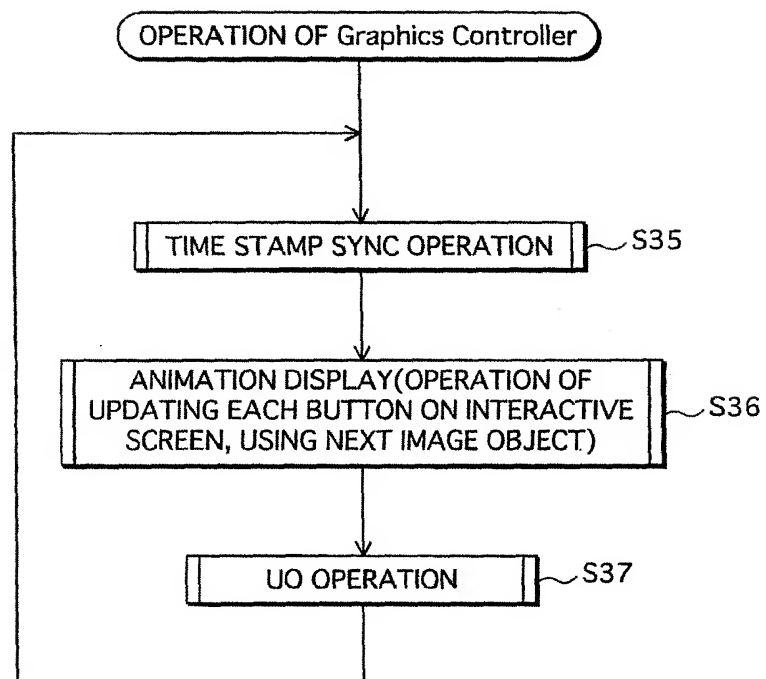 OPERATION OF Graphics Controller
TIME STAMP SYNC OPERATION
S35
ANIMATION DISPLAY(OPERATION OF
UPDATING EACH BUTTON ON INTERACTIVE
SCREEN, USING NEXT IMAGE OBJECT)
S36
UO OPERATION
S37